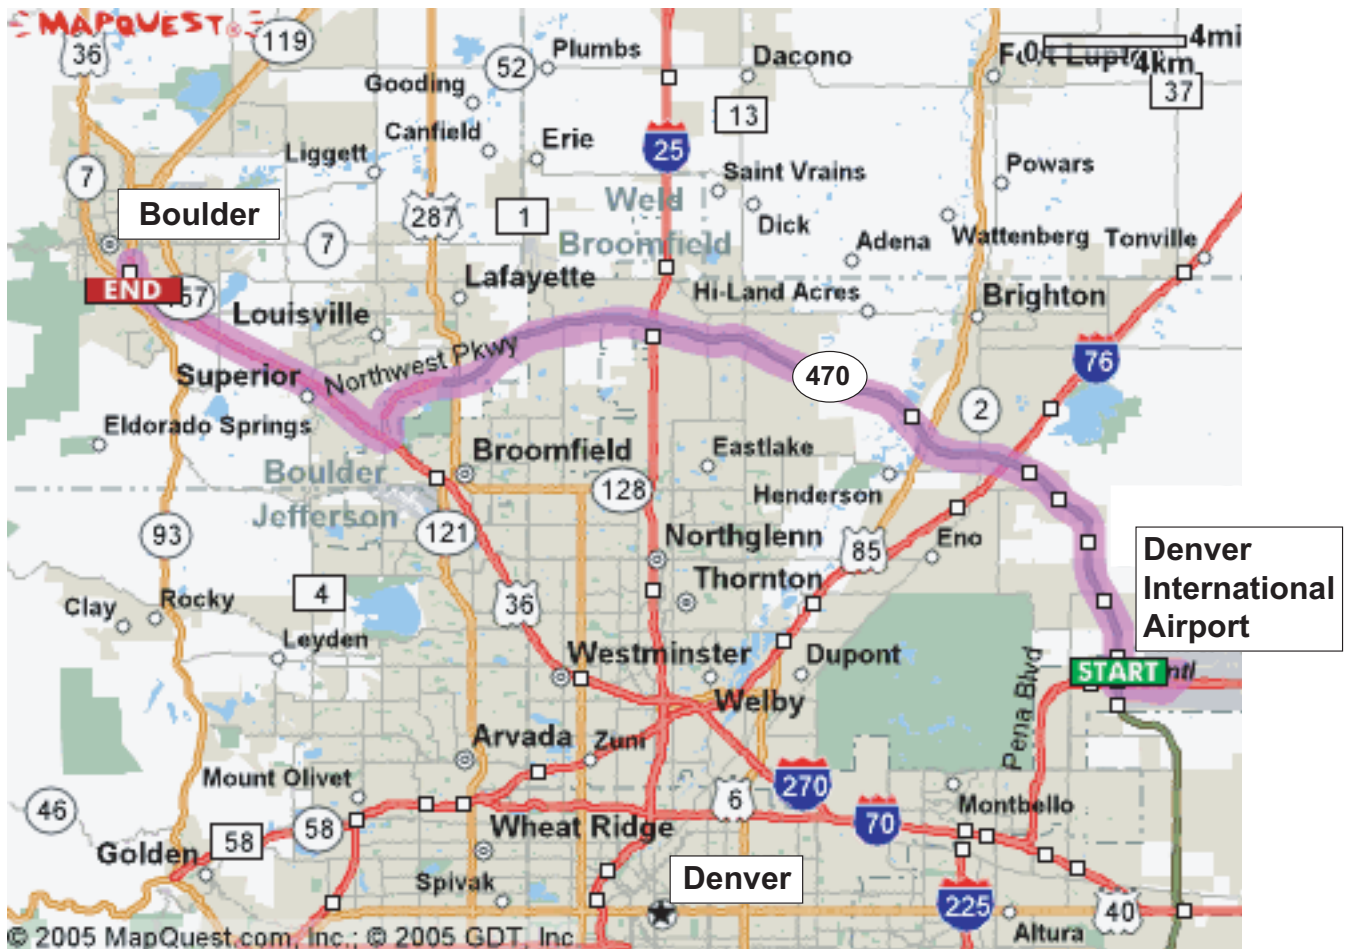 MAPQUEST
36
119
52
Plumbs
Dacono
0
4mi
4km
Fort Lupton
37
Gooding
13
Canfield
Erie
25
Liggett
7
Saint Vrains
Powars
Boulder
287
1
Weld
Broomfield
Dick
7
Adena
Wattenberg
Tonville
END
157
Lafayette
Hi-Land Acres
Brighton
Louisville
Northwest Pkwy
76
Superior
470
2
Eldorado Springs
Broomfield
Eastlake
Boulder
Jefferson
128
Henderson
93
121
Northglenn
85
Eno
Denver
International
Airport
Thornton
4
36
Clay
Rocky
Leyden
Westminster
Dupont
START
Intl
Pena Blvd
Welby
Arvada
Zuni
Mount Olivet
270
6
46
58
58
Wheat Ridge
70
Montbello
Golden
Spivak
Denver
225
40
Altura
© 2005 MapQuest.com, Inc.; © 2005 GDT, Inc